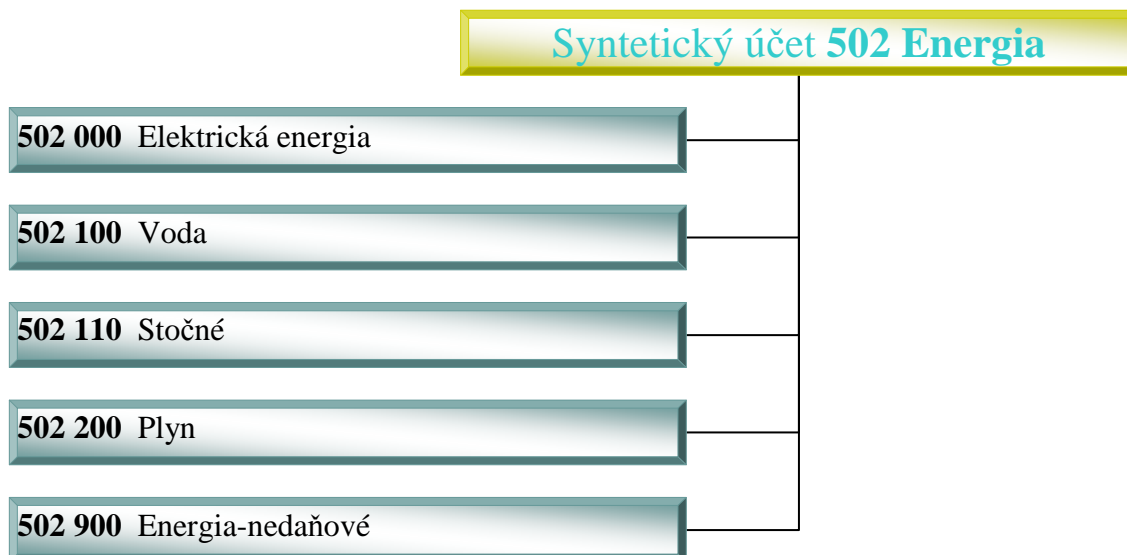 Syntetický účet 502 Energia
502 000 Elektrická energia
502 100 Voda
502 110 Stočné
502 200 Plyn
502 900 Energia-nedaňové